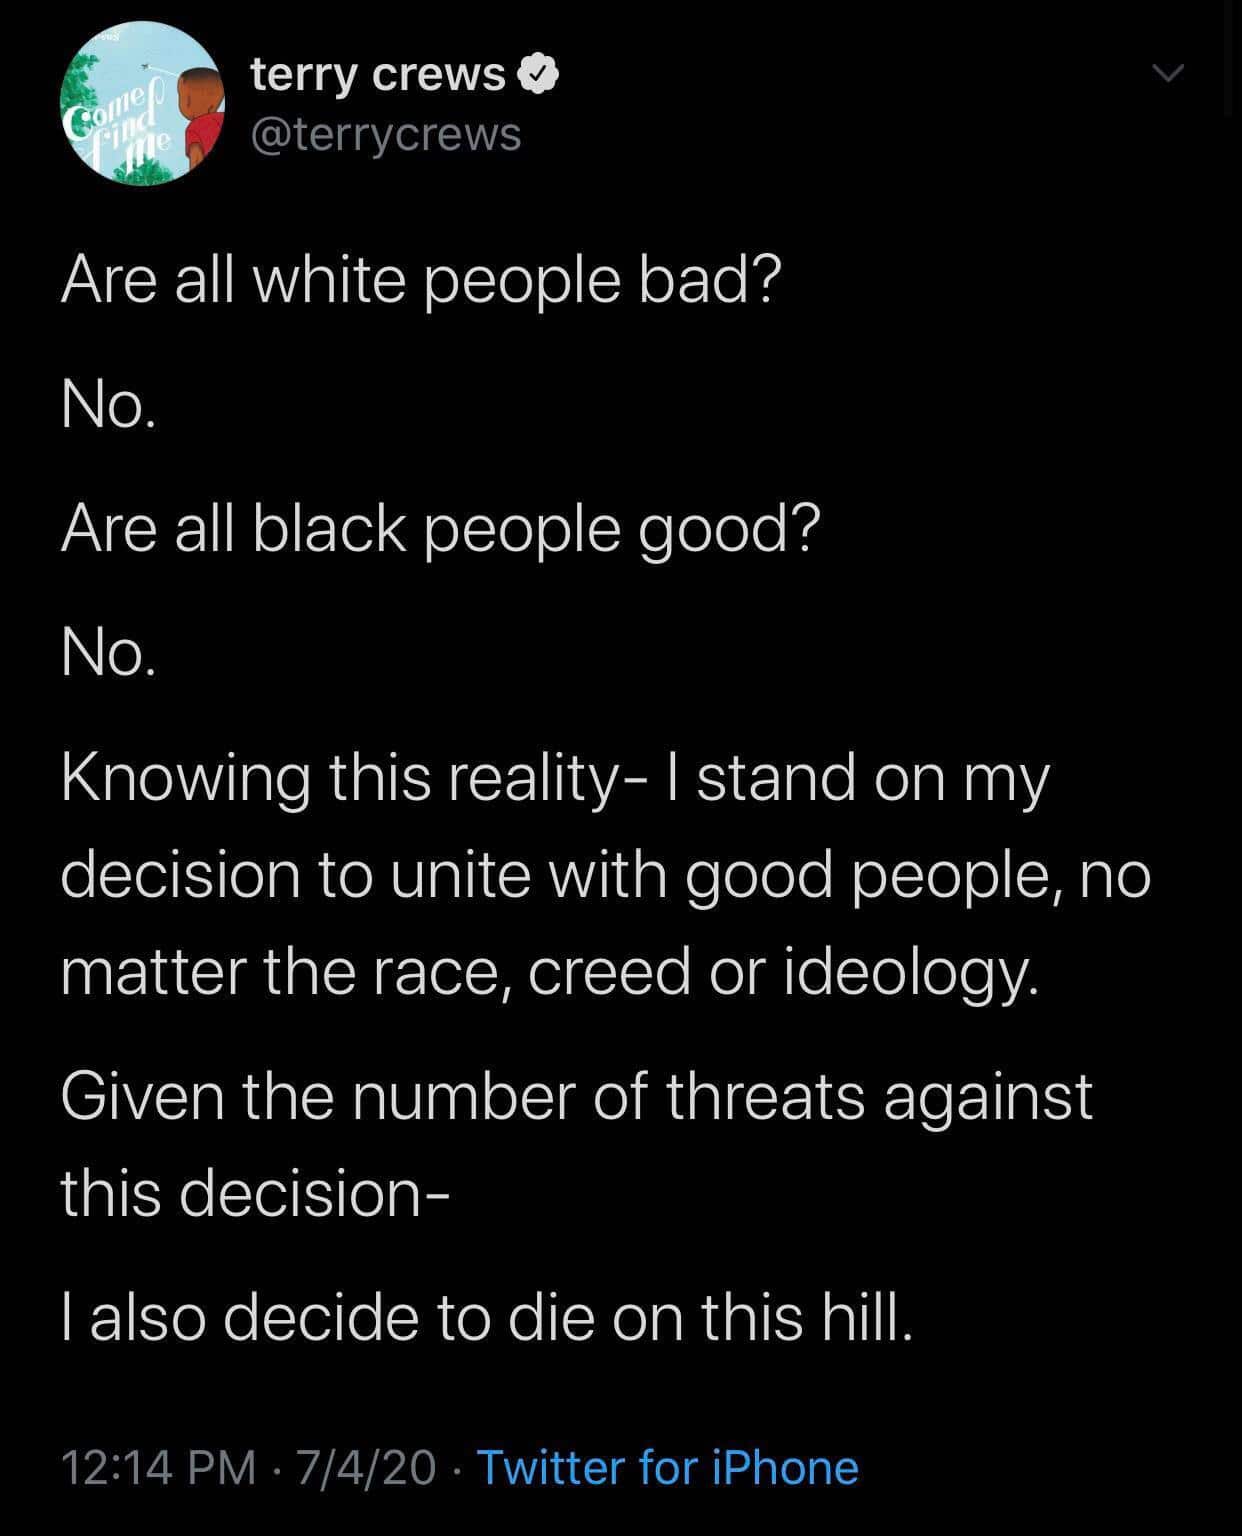 terry crews
@terrycrews
Come find me
Are all white people bad?
No.
Are all black people good?
No.
Knowing this reality- I stand on my
decision to unite with good people, no
matter the race, creed or ideology.
Given the number of threats against
this decision-
I also decide to die on this hill.
12:14 PM · 7/4/20 · Twitter for iPhone